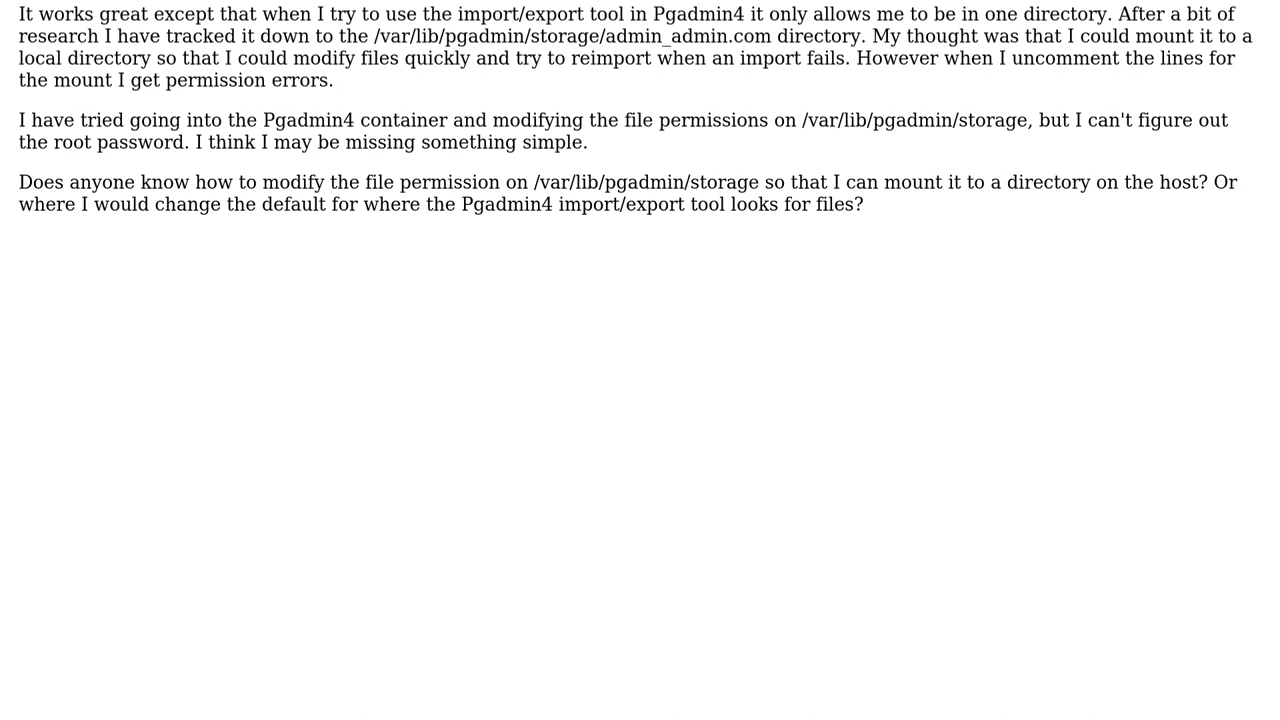 It works great except that when I try to use the import/export tool in Pgadmin4 it only allows me to be in one directory. After a bit of
research I have tracked it down to the /var/lib/pgadmin/storage/admin_admin.com directory. My thought was that I could mount it to a
local directory so that I could modify files quickly and try to reimport when an import fails. However when I uncomment the lines for
the mount I get permission errors.
I have tried going into the Pgadmin4 container and modifying the file permissions on /var/lib/pgadmin/storage, but I can't figure out
the root password. I think I may be missing something simple.
Does anyone know how to modify the file permission on /var/lib/pgadmin/storage so that I can mount it to a directory on the host? Or
where I would change the default for where the Pgadmin4 import/export tool looks for files?